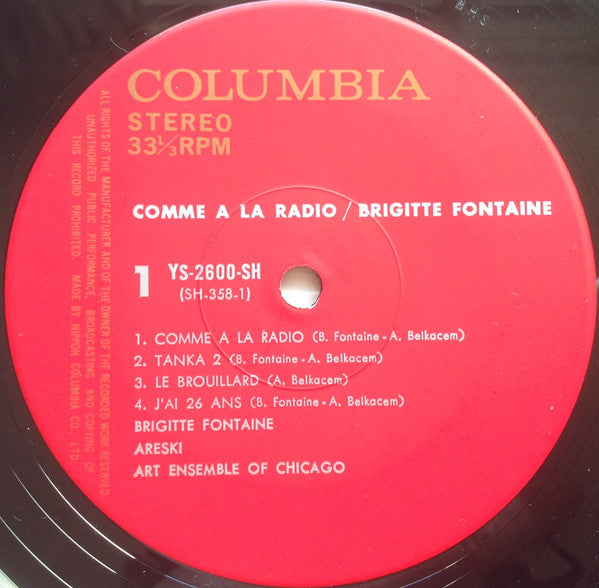 COLUMBIA
STEREO
33⅓ RPM
COMME A LA RADIO / BRIGITTE FONTAINE
1 YS-2600-SH
(SH-358-1)
1. COMME A LA RADIO (B. Fontaine - A. Belkacem)
2. TANKA 2 (B. Fontaine - A. Belkacem)
3. LE BROUILLARD (A. Belkacem)
4. J'AI 26 ANS (B. Fontaine - A. Belkacem)
BRIGITTE FONTAINE
ARESKI
ART ENSEMBLE OF CHICAGO
ALL RIGHTS OF THE MANUFACTURER AND OF THE OWNER OF THE RECORDED WORK RESERVED.
UNAUTHORIZED PUBLIC PERFORMANCE, BROADCASTING AND COPYING OF
THIS RECORD PROHIBITED. MADE BY NIPPON COLUMBIA CO., LTD.